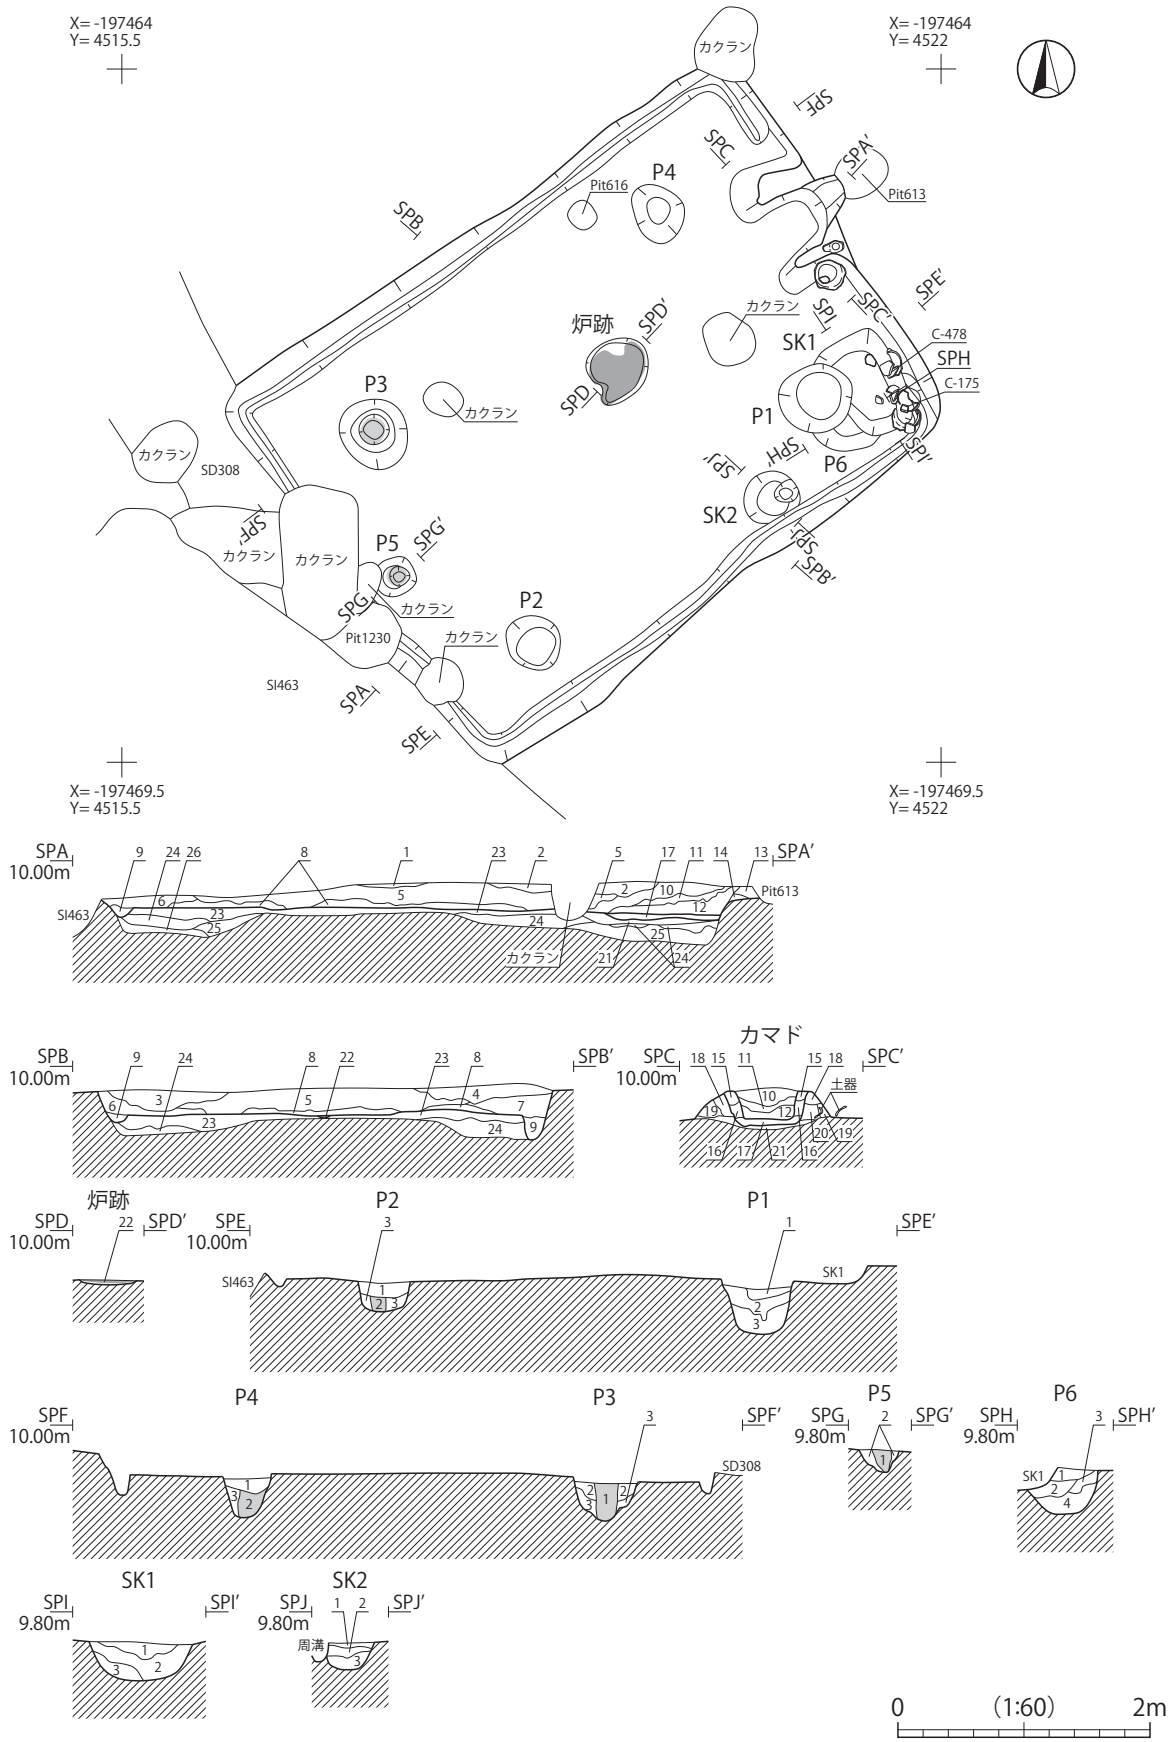 X= -197464
Y= 4515.5
X= -197464
Y= 4522
カクラン
SPF
SPC
SPA′
P4
Pit616
Pit613
SPB
SPE′
炉跡
SPD′
カクラン
SPI
SPC′
SK1
C-478
SPH
C-175
P3
SPD
カクラン
P1
カクラン
SD308
SPH′
SPJ′
P6
SPI′
SK2
SPF′
SPG′
P5
SPJ
カクラン
カクラン
SPB′
SPG
カクラン
P2
Pit1230
カクラン
SI463
SPA
SPE
X= -197469.5
Y= 4515.5
X= -197469.5
Y= 4522
SPA
10.00m
9 24 26 8 1 23 2 5 17 11 14 13
SPA′
Pit613
SI463
6 5 2 10 12
23 24 25 25
カクラン 21 24
カマド
SPB
10.00m
9 24 8 22 23 8
SPB′
6 3 5 4 7
23 24 9
SPC
10.00m
18 15 11 15 18
SPC′
土器
10
19 12 2
16 17 21 16 20 19
炉跡
P2
P1
SPD
10.00m
22
SPD′
SPE
10.00m
3
1
SPE′
SI463
SK1
1
2 3
2
3
P4
P3
P5
P6
SPF
10.00m
3
SPF′
SD308
1
3 2
2 1 2
3
SPG
9.80m
2
SPG′
1
SPH
9.80m
3
SPH′
SK1
1
2
4
SK1
SK2
SPI
9.80m
SPI′
1
3 2
SPJ
9.80m
1 2
SPJ′
周溝
3
0 (1:60) 2m